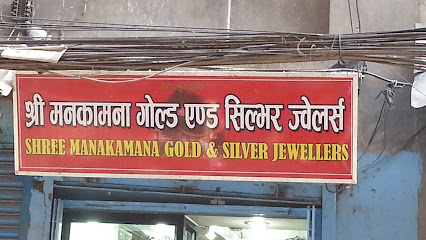 श्री मनकामना गोल्ड एण्ड सिल्भर ज्वेलर्स
SHREE MANAKAMANA GOLD & SILVER JEWELLERS